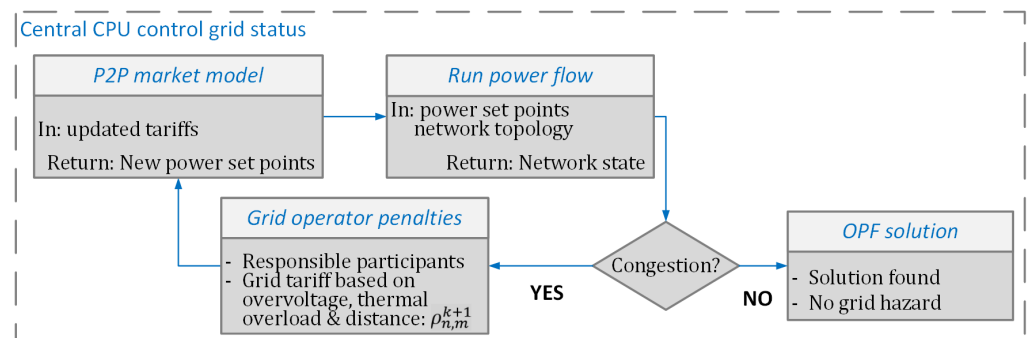 Central CPU control grid status
P2P market model
In: updated tariffs
Return: New power set points
Run power flow
In: power set points
network topology
Return: Network state
Congestion?
YES
NO
Grid operator penalties
- Responsible participants
- Grid tariff based on
overvoltage, thermal
overload & distance: ρ_{n,m}^{k+1}
OPF solution
- Solution found
- No grid hazard